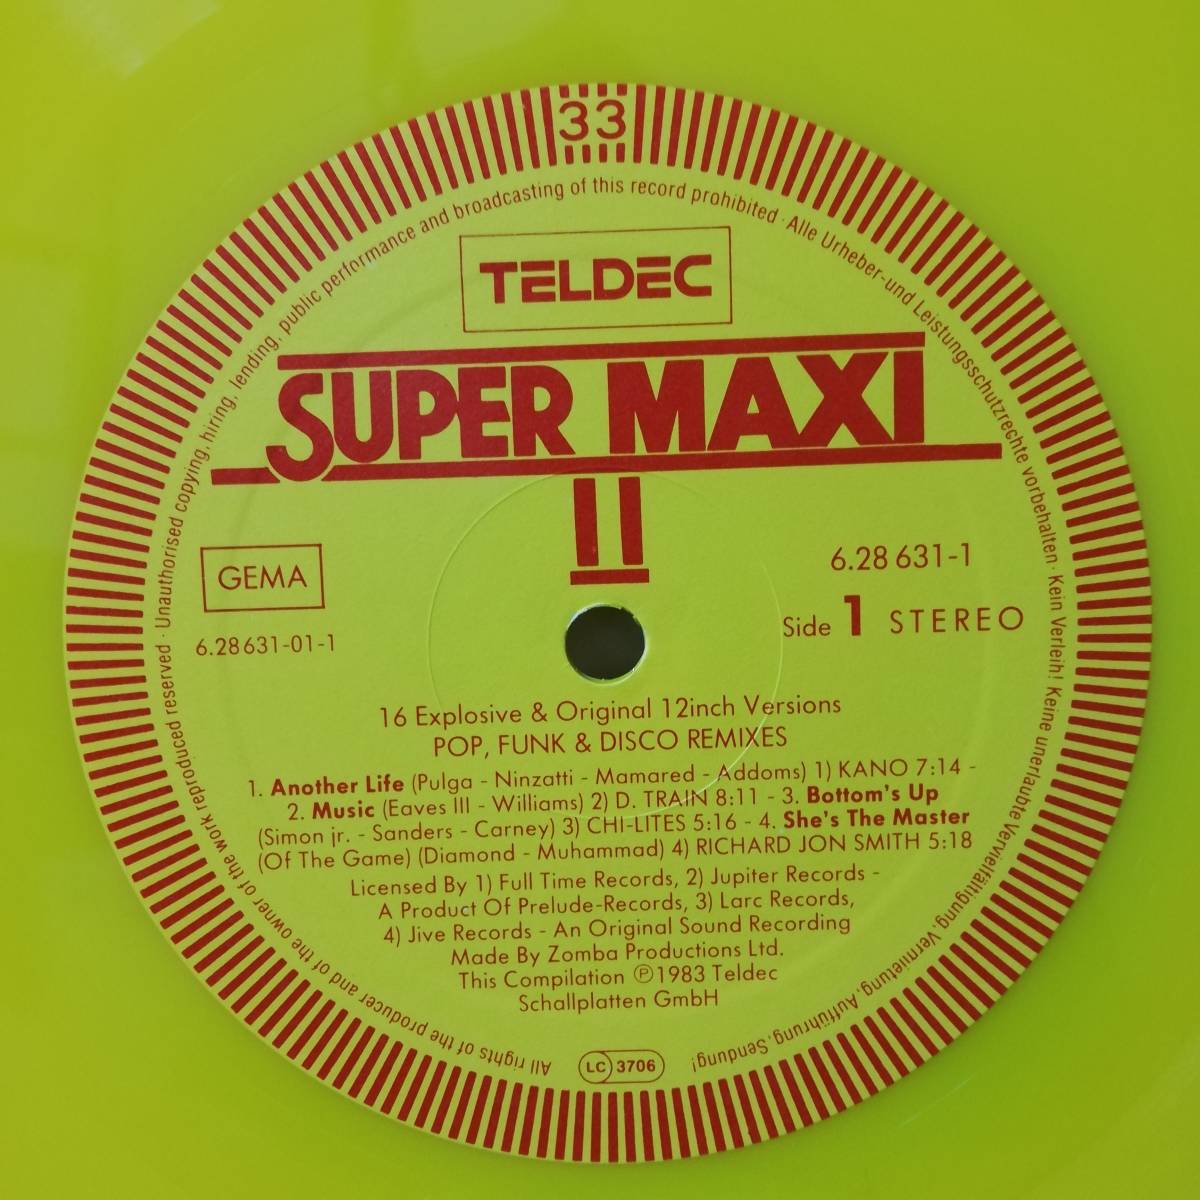 33
All rights of the producer and of the owner of the work reproduced reserved · Unauthorised copying, hiring, lending, public performance and broadcasting of this record prohibited · Alle Urheber-und Leistungsschutzrechte vorbehalten · Kein Verleih! Keine unerlaubte Vervielfältigung, Vermietung, Aufführung, Sendung!
TELDEC
SUPER MAXI
II
GEMA
6.28631-01-1
6.28 631-1
Side 1 STEREO
16 Explosive & Original 12inch Versions
POP, FUNK & DISCO REMIXES
1. Another Life (Pulga - Ninzatti - Mamared - Addoms) 1) KANO 7:14 -
2. Music (Eaves III - Williams) 2) D. TRAIN 8:11 - 3. Bottom's Up
(Simon jr. - Sanders - Carney) 3) CHI-LITES 5:16 - 4. She's The Master
(Of The Game) (Diamond - Muhammad) 4) RICHARD JON SMITH 5:18
Licensed By 1) Full Time Records, 2) Jupiter Records -
A Product Of Prelude-Records, 3) Larc Records,
4) Jive Records - An Original Sound Recording
Made By Zomba Productions Ltd.
This Compilation ℗1983 Teldec
Schallplatten GmbH
LC 3706